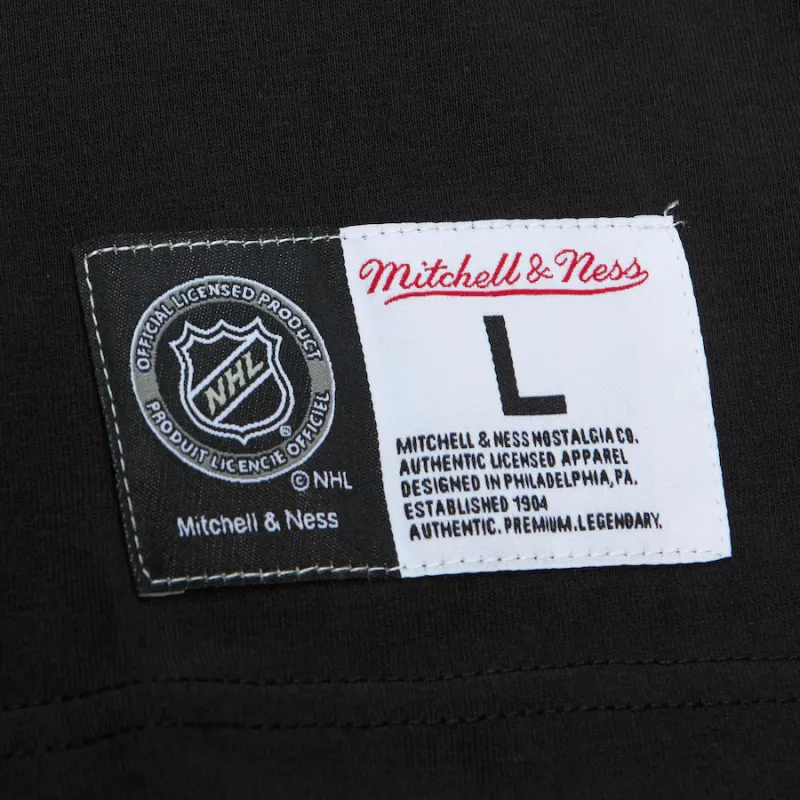 OFFICIAL LICENSED PRODUCT
NHL
PRODUIT LICENCIE OFFICIEL
®
© NHL
Mitchell & Ness
Mitchell & Ness
L
MITCHELL & NESS NOSTALGIA CO.
AUTHENTIC LICENSED APPAREL
DESIGNED IN PHILADELPHIA, PA.
ESTABLISHED 1904
AUTHENTIC. PREMIUM. LEGENDARY.